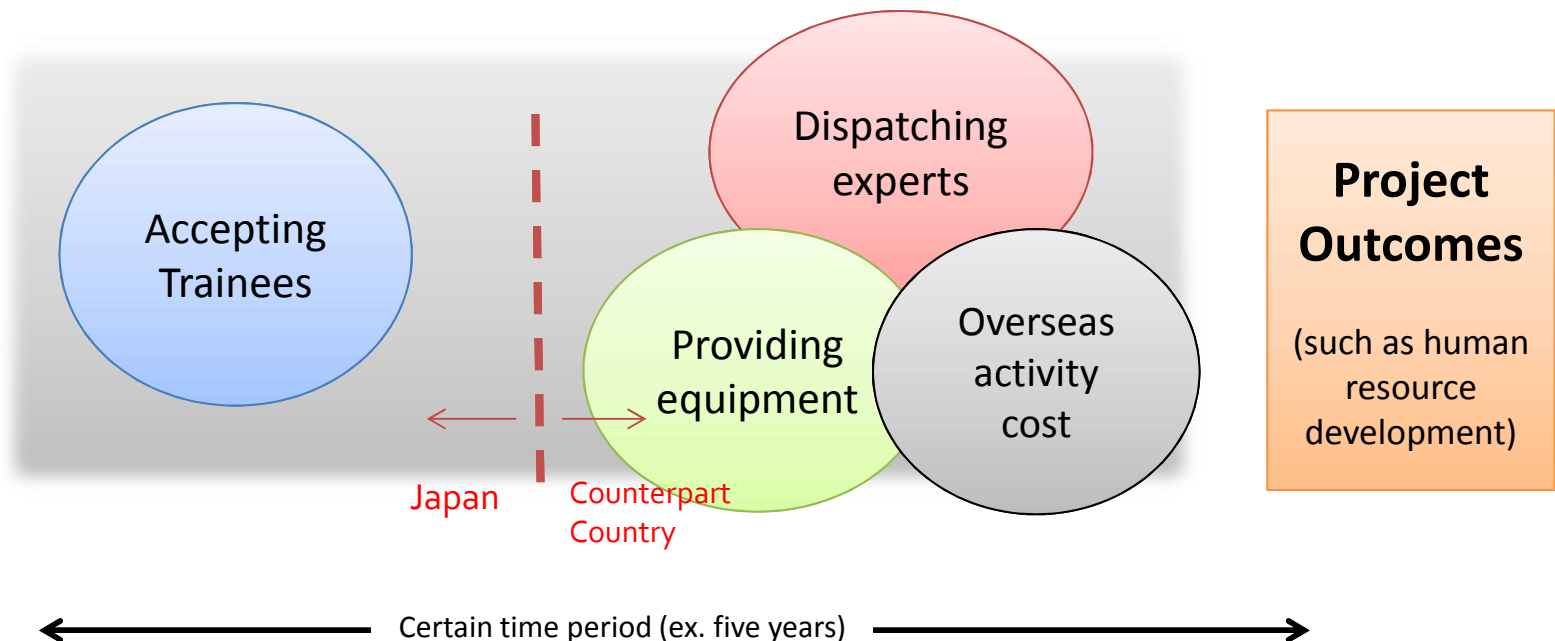 Accepting
Trainees
Dispatching
experts
Providing
equipment
Overseas
activity
cost
Japan
Counterpart
Country
Project
Outcomes
(such as human
resource
development)
Certain time period (ex. five years)